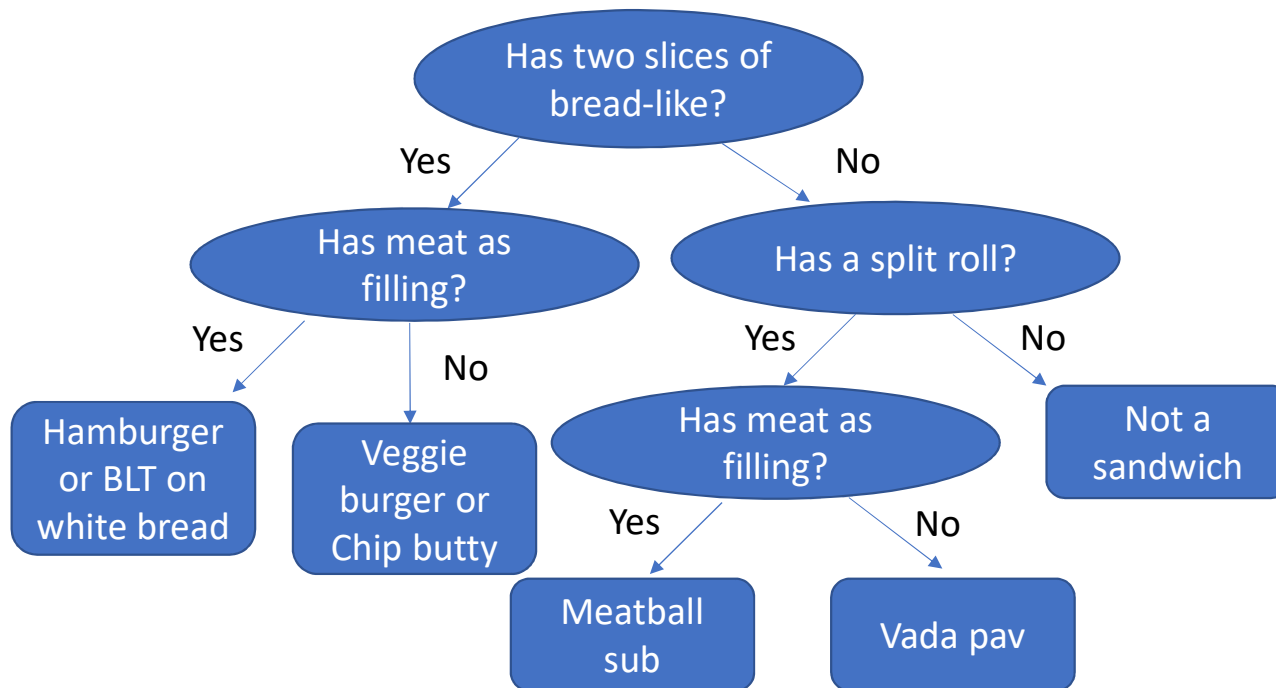 Has two slices of
bread-like?
Yes
No
Has meat as
filling?
Has a split roll?
Yes
No
Yes
No
Hamburger
or BLT on
white bread
Veggie
burger or
Chip butty
Has meat as
filling?
Not a
sandwich
Yes
No
Meatball
sub
Vada pav